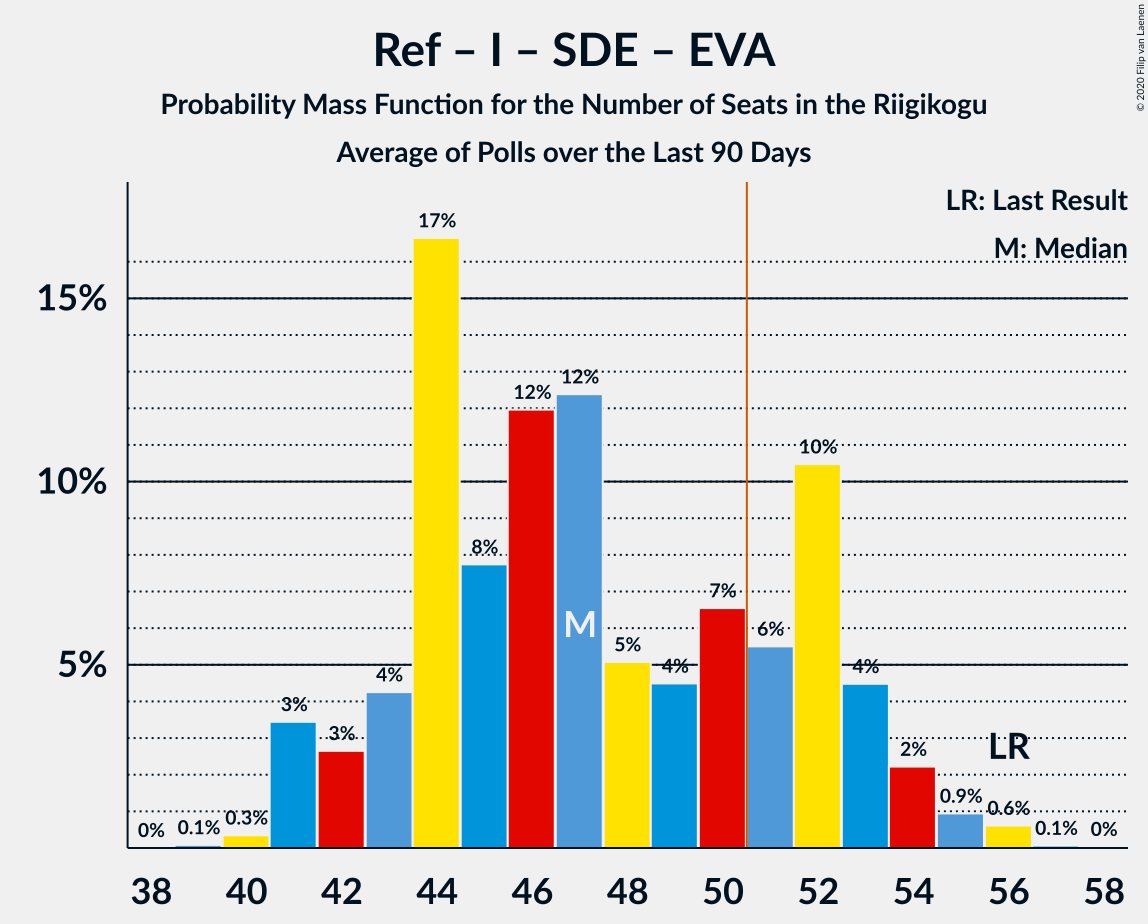 Ref – I – SDE – EVA
Probability Mass Function for the Number of Seats in the Riigikogu
Average of Polls over the Last 90 Days
© 2020 Filip van Laenen
LR: Last Result
M: Median
15%
10%
5%
0%
0.1%
0.3%
3%
3%
4%
17%
8%
12%
12%
M
5%
4%
7%
6%
10%
4%
2%
0.9%
LR
0.6%
0.1%
0%
38 40 42 44 46 48 50 52 54 56 58